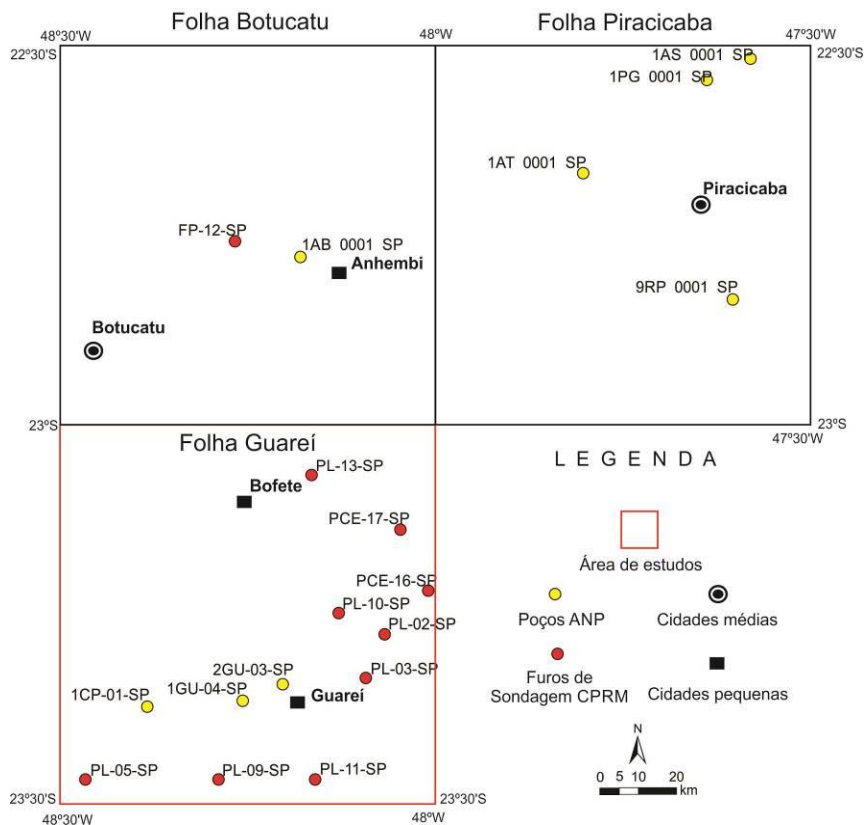 Folha Botucatu
Folha Piracicaba
48°30'W
48°W
47°30'W
22°30'S
22°30'S
1AS 0001 SP
1PG 0001 SP
1AT 0001 SP
Piracicaba
FP-12-SP
1AB 0001 SP
Anhembi
9RP 0001 SP
Botucatu
23°S
23°S
47°30'W
Folha Guareí
PL-13-SP
Bofete
PCE-17-SP
PCE-16-SP
PL-10-SP
PL-02-SP
PL-03-SP
2GU-03-SP
1GU-04-SP
1CP-01-SP
Guareí
PL-05-SP
PL-09-SP
PL-11-SP
23°30'S
23°30'S
48°30'W
48°W
L E G E N D A
Área de estudos
Poços ANP
Cidades médias
Furos de
Sondagem CPRM
Cidades pequenas
N
0 5 10 20
km